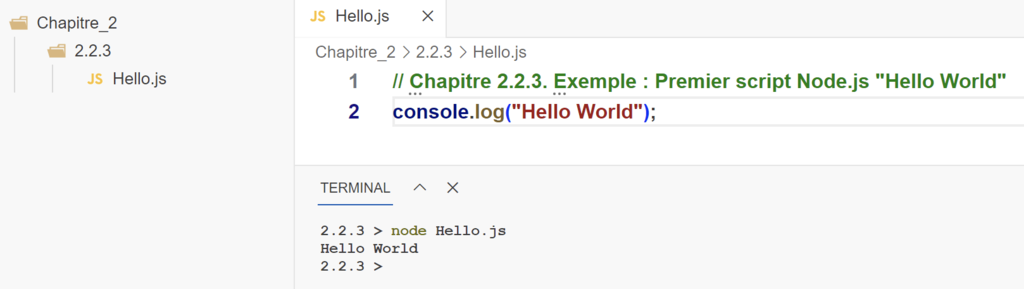 Chapitre_2
2.2.3
JS Hello.js
JS Hello.js ×
Chapitre_2 > 2.2.3 > Hello.js
1 // Chapitre 2.2.3. Exemple : Premier script Node.js "Hello World"
2 console.log("Hello World");
TERMINAL
2.2.3 > node Hello.js
Hello World
2.2.3 >